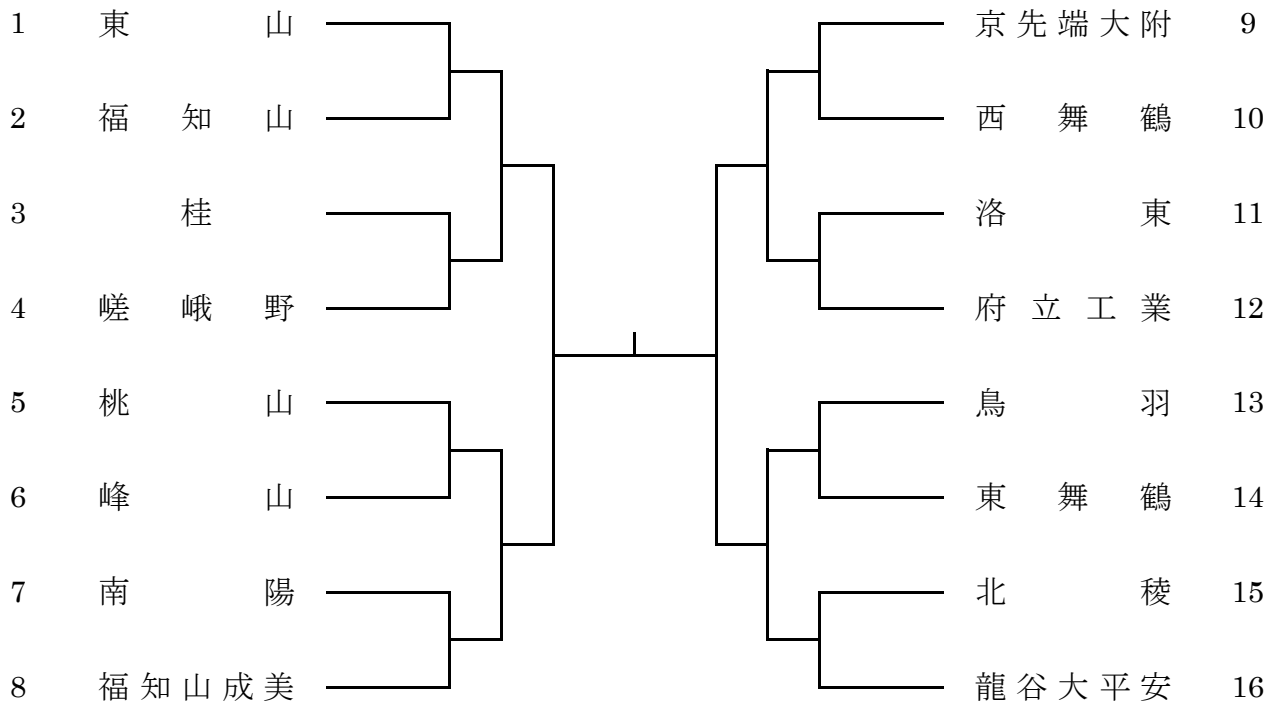 1 東山
2 福知山
3 桂
4 嵯峨野
5 桃山
6 峰山
7 南陽
8 福知山成美
京先端大附 9
西舞鶴 10
洛東 11
府立工業 12
鳥羽 13
東舞鶴 14
北稜 15
龍谷大平安 16